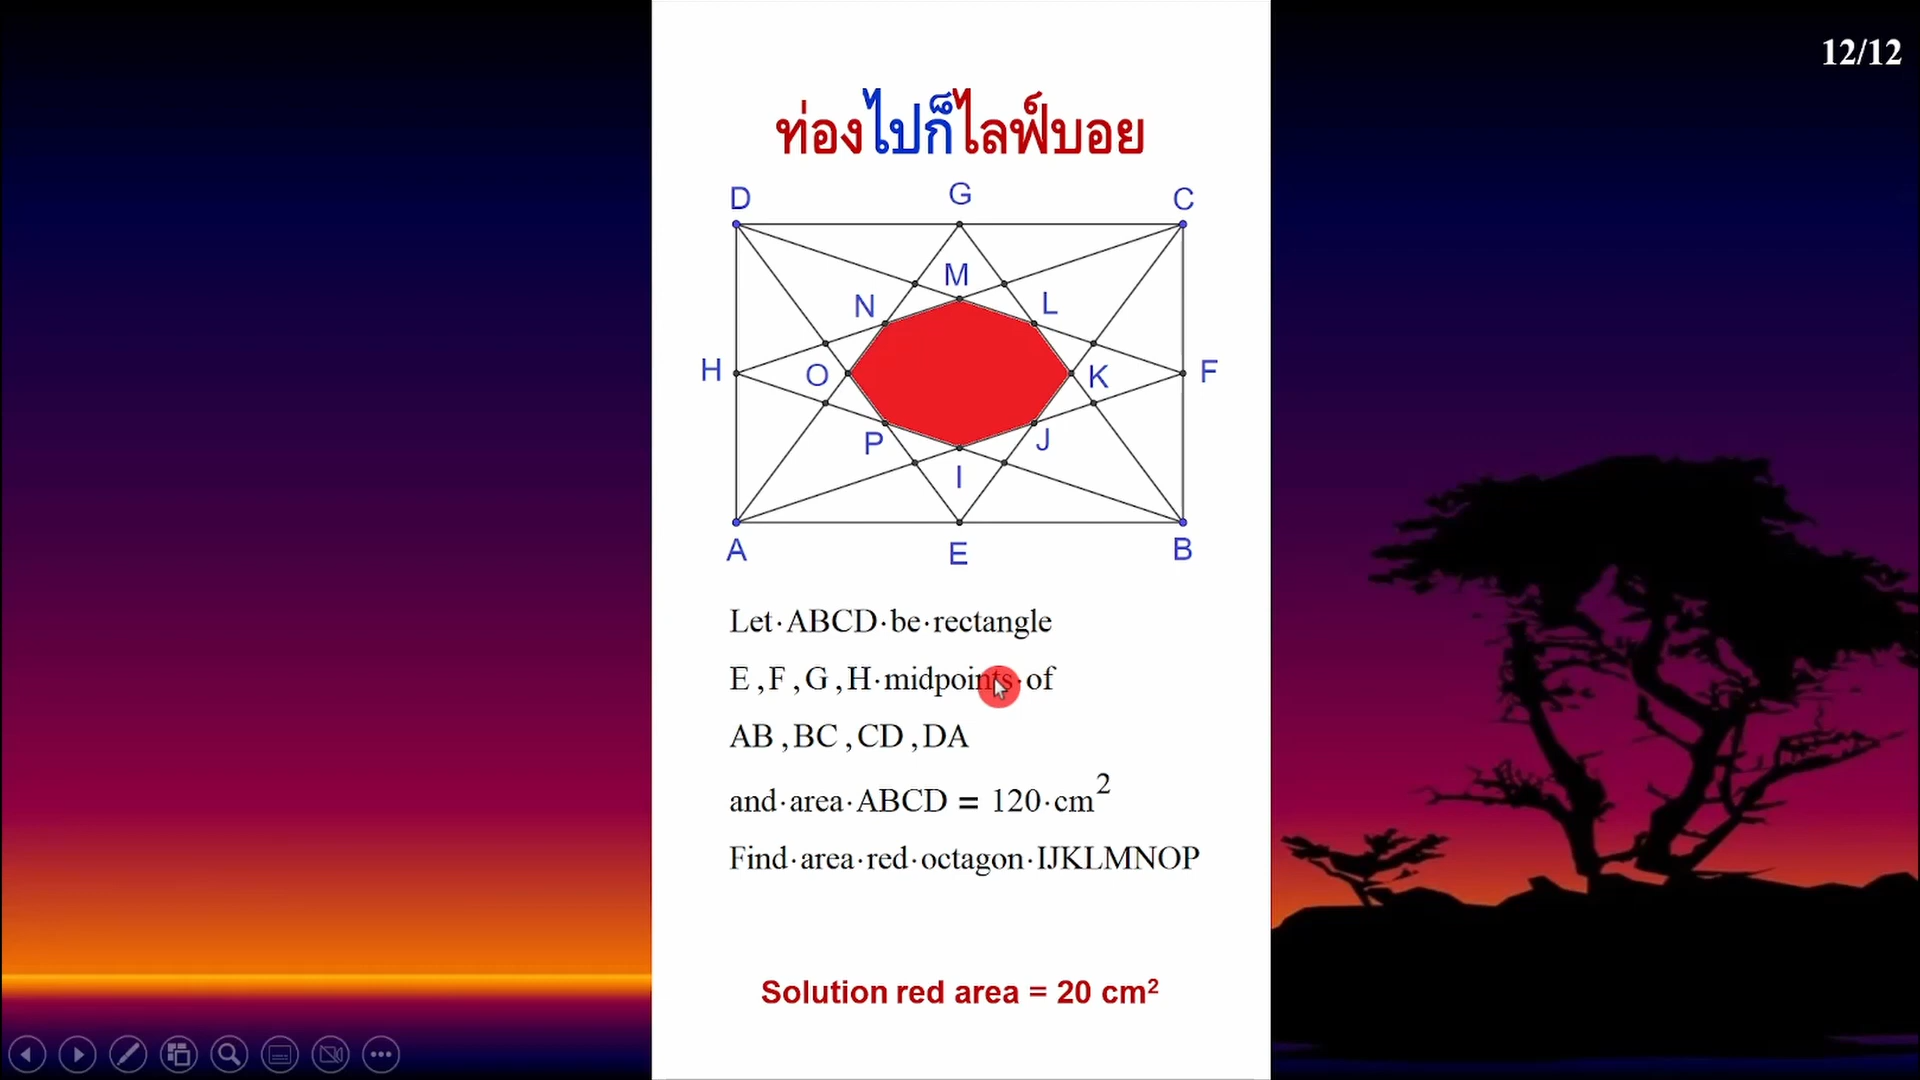 12/12
ท่องไปก็ไลฟ์บอย
D G C
M
N L
H O K F
P J
I
A E B
Let·ABCD·be·rectangle
E ,F ,G ,H·midpoints·of
AB ,BC ,CD ,DA
and·area·ABCD = 120·cm²
Find·area·red·octagon·IJKLMNOP
Solution red area = 20 cm²